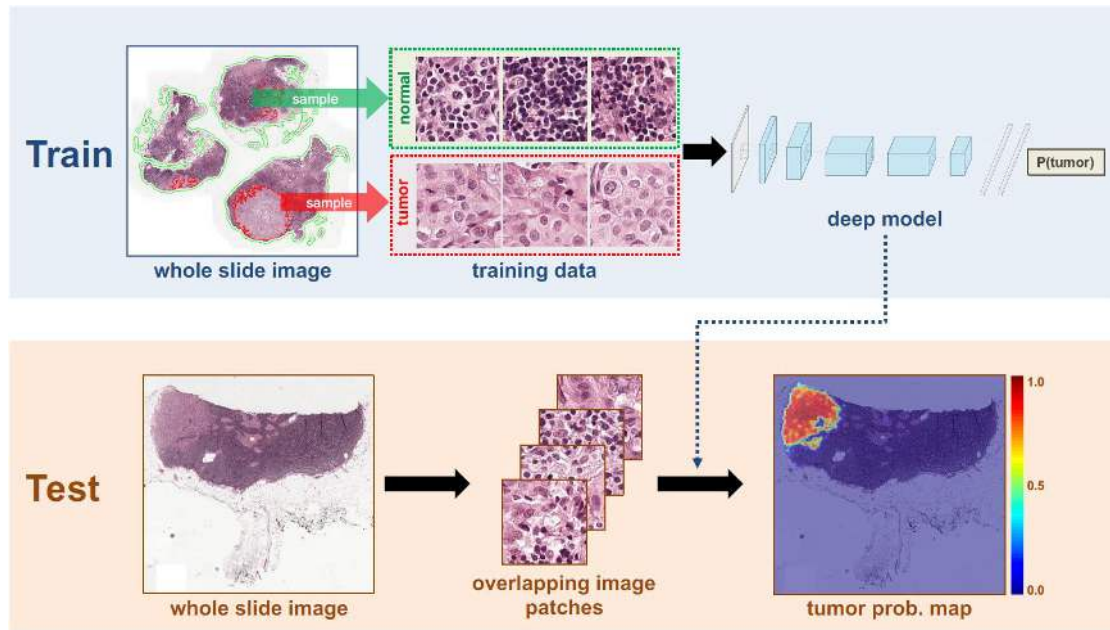 Train
sample
sample
normal
tumor
whole slide image
training data
deep model
P(tumor)
Test
whole slide image
overlapping image
patches
tumor prob. map
1.0
0.5
0.0